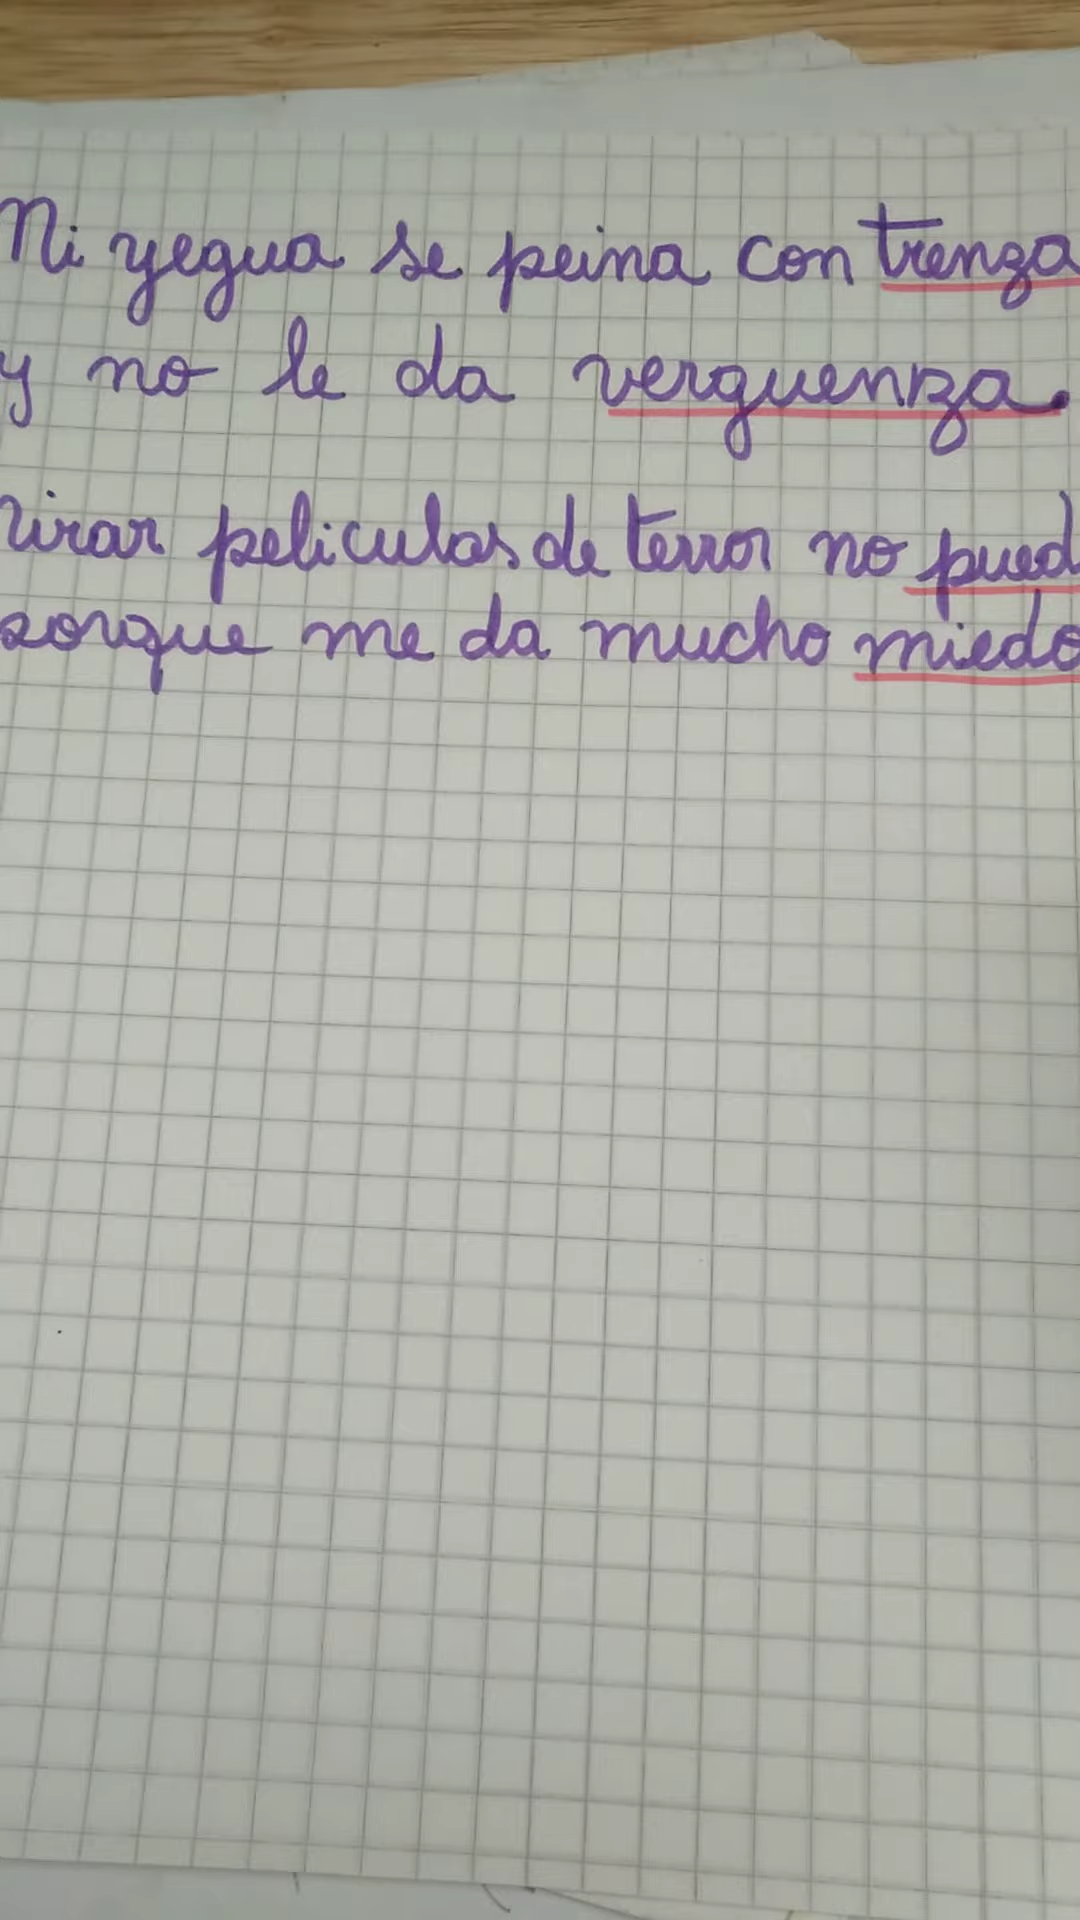 Mi yegua se peina con trenza
y no le da verguenza.
irar peliculas de terror no pued
porque me da mucho miedo